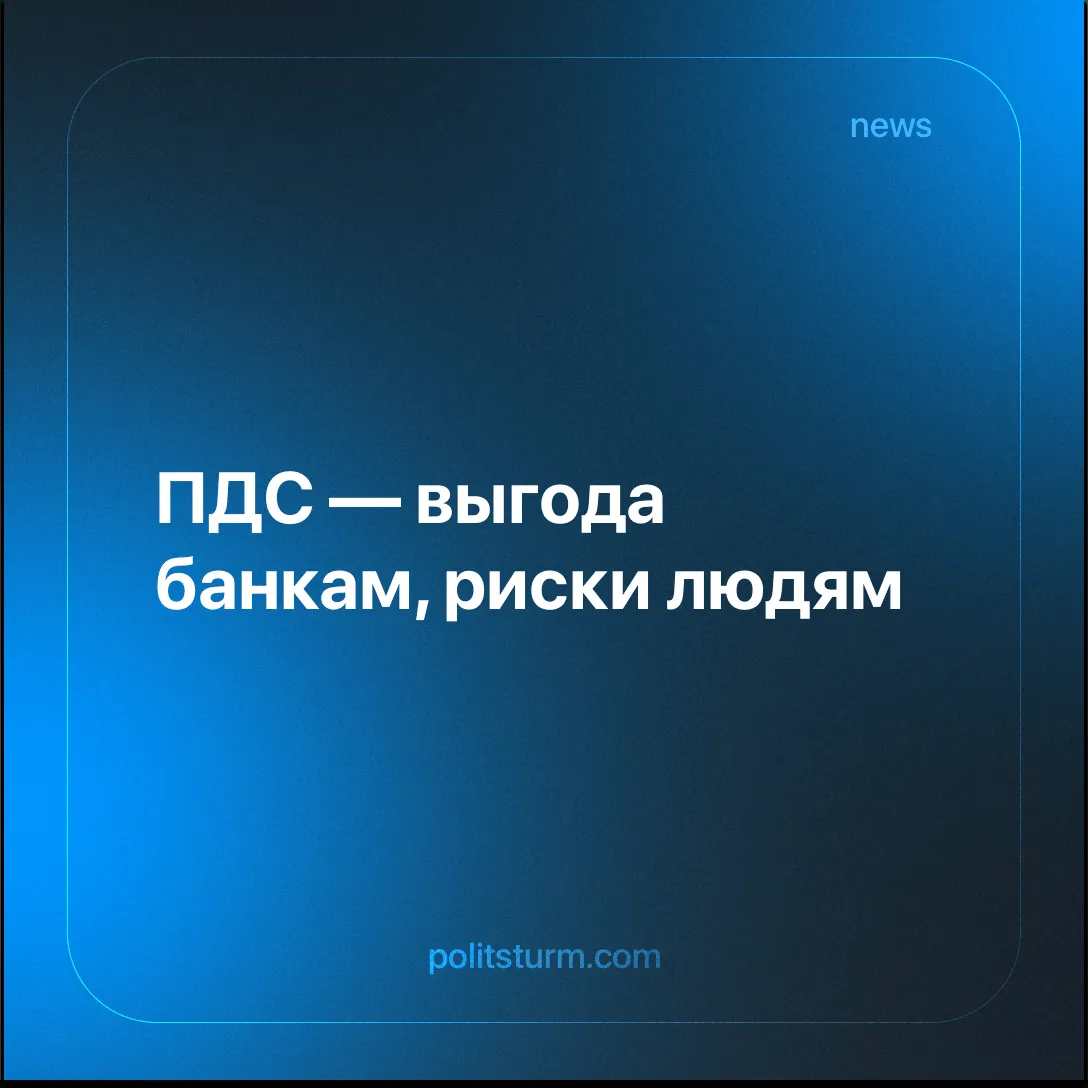 news
ПДС — выгода
банкам, риски людям
politsturm.com